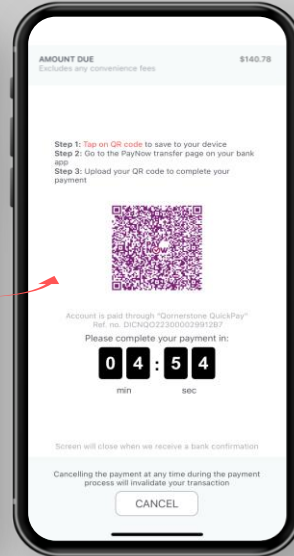 AMOUNT DUE $140.78
Excludes any convenience fees
Step 1: Tap on QR code to save to your device
Step 2: Go to the PayNow transfer page on your bank
app
Step 3: Upload your QR code to complete your
payment
Account is paid through "Qornerstone QuickPay"
Ref. no. DICNQO223000029912B7
Please complete your payment in:
04:54
min sec
Screen will close when we receive a bank confirmation
Cancelling the payment at any time during the payment
process will invalidate your transaction
CANCEL